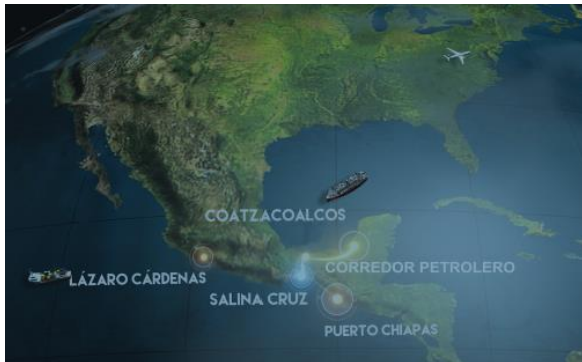 COATZACOALCOS
LÁZARO CÁRDENAS
CORREDOR PETROLERO
SALINA CRUZ
PUERTO CHIAPAS